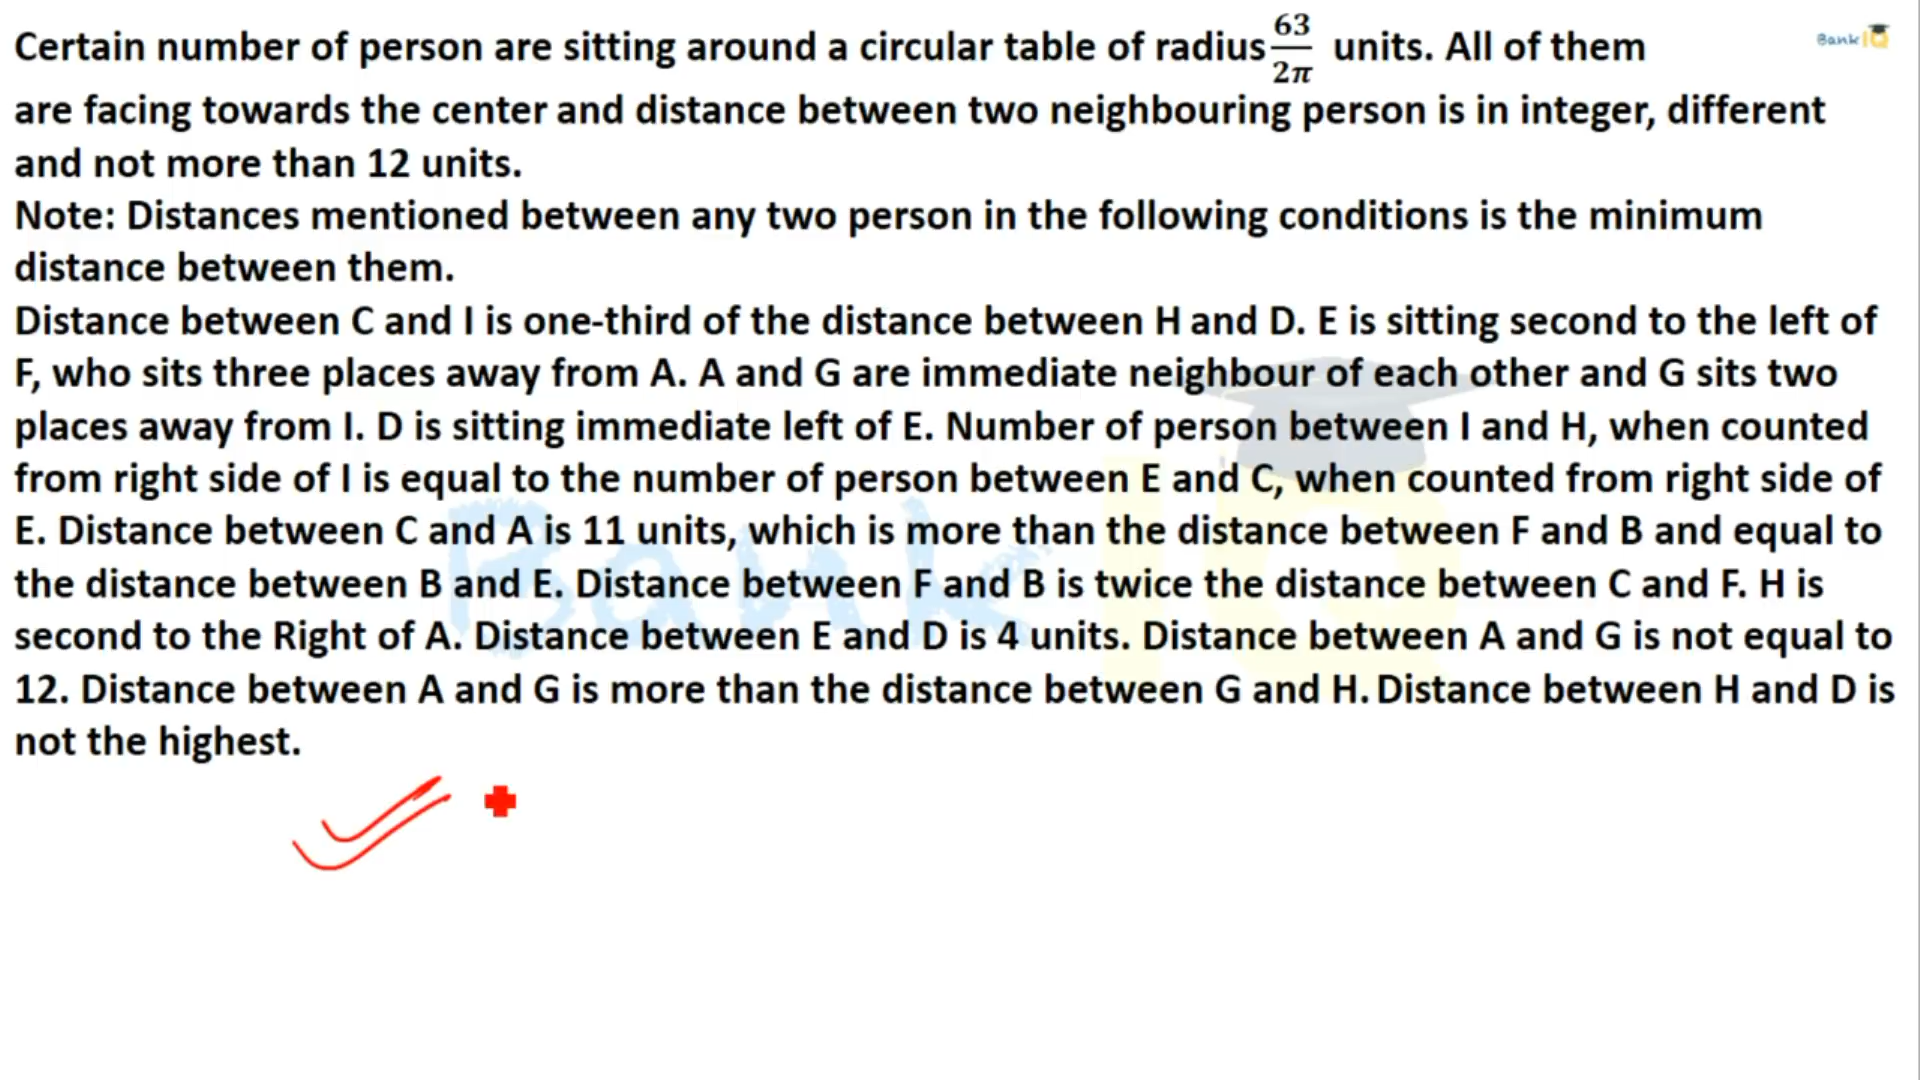 Certain number of person are sitting around a circular table of radius 63/2π units. All of them
Bank IQ
are facing towards the center and distance between two neighbouring person is in integer, different
and not more than 12 units.
Note: Distances mentioned between any two person in the following conditions is the minimum
distance between them.
Distance between C and I is one-third of the distance between H and D. E is sitting second to the left of
F, who sits three places away from A. A and G are immediate neighbour of each other and G sits two
places away from I. D is sitting immediate left of E. Number of person between I and H, when counted
from right side of I is equal to the number of person between E and C, when counted from right side of
E. Distance between C and A is 11 units, which is more than the distance between F and B and equal to
the distance between B and E. Distance between F and B is twice the distance between C and F. H is
second to the Right of A. Distance between E and D is 4 units. Distance between A and G is not equal to
12. Distance between A and G is more than the distance between G and H. Distance between H and D is
not the highest.
Bank IQ